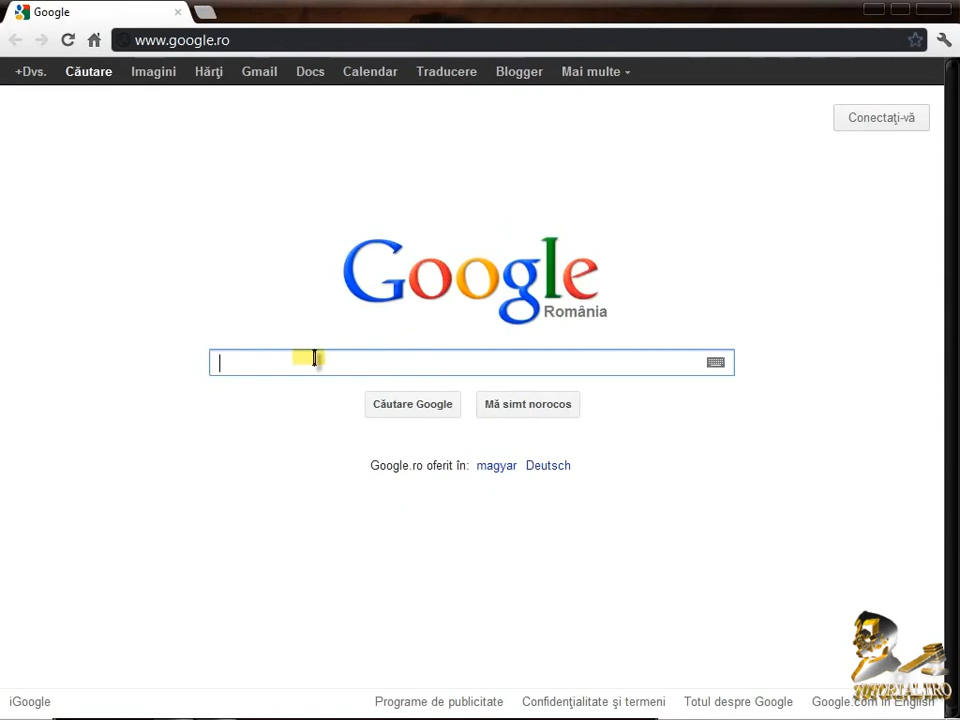 Google
www.google.ro
+Dvs. Căutare Imagini Hărţi Gmail Docs Calendar Traducere Blogger Mai multe
Conectaţi-vă
Google
România
Căutare Google Mă simt norocos
Google.ro oferit în: magyar Deutsch
iGoogle Programe de publicitate Confidenţialitate şi termeni Totul despre Google Google.com in English